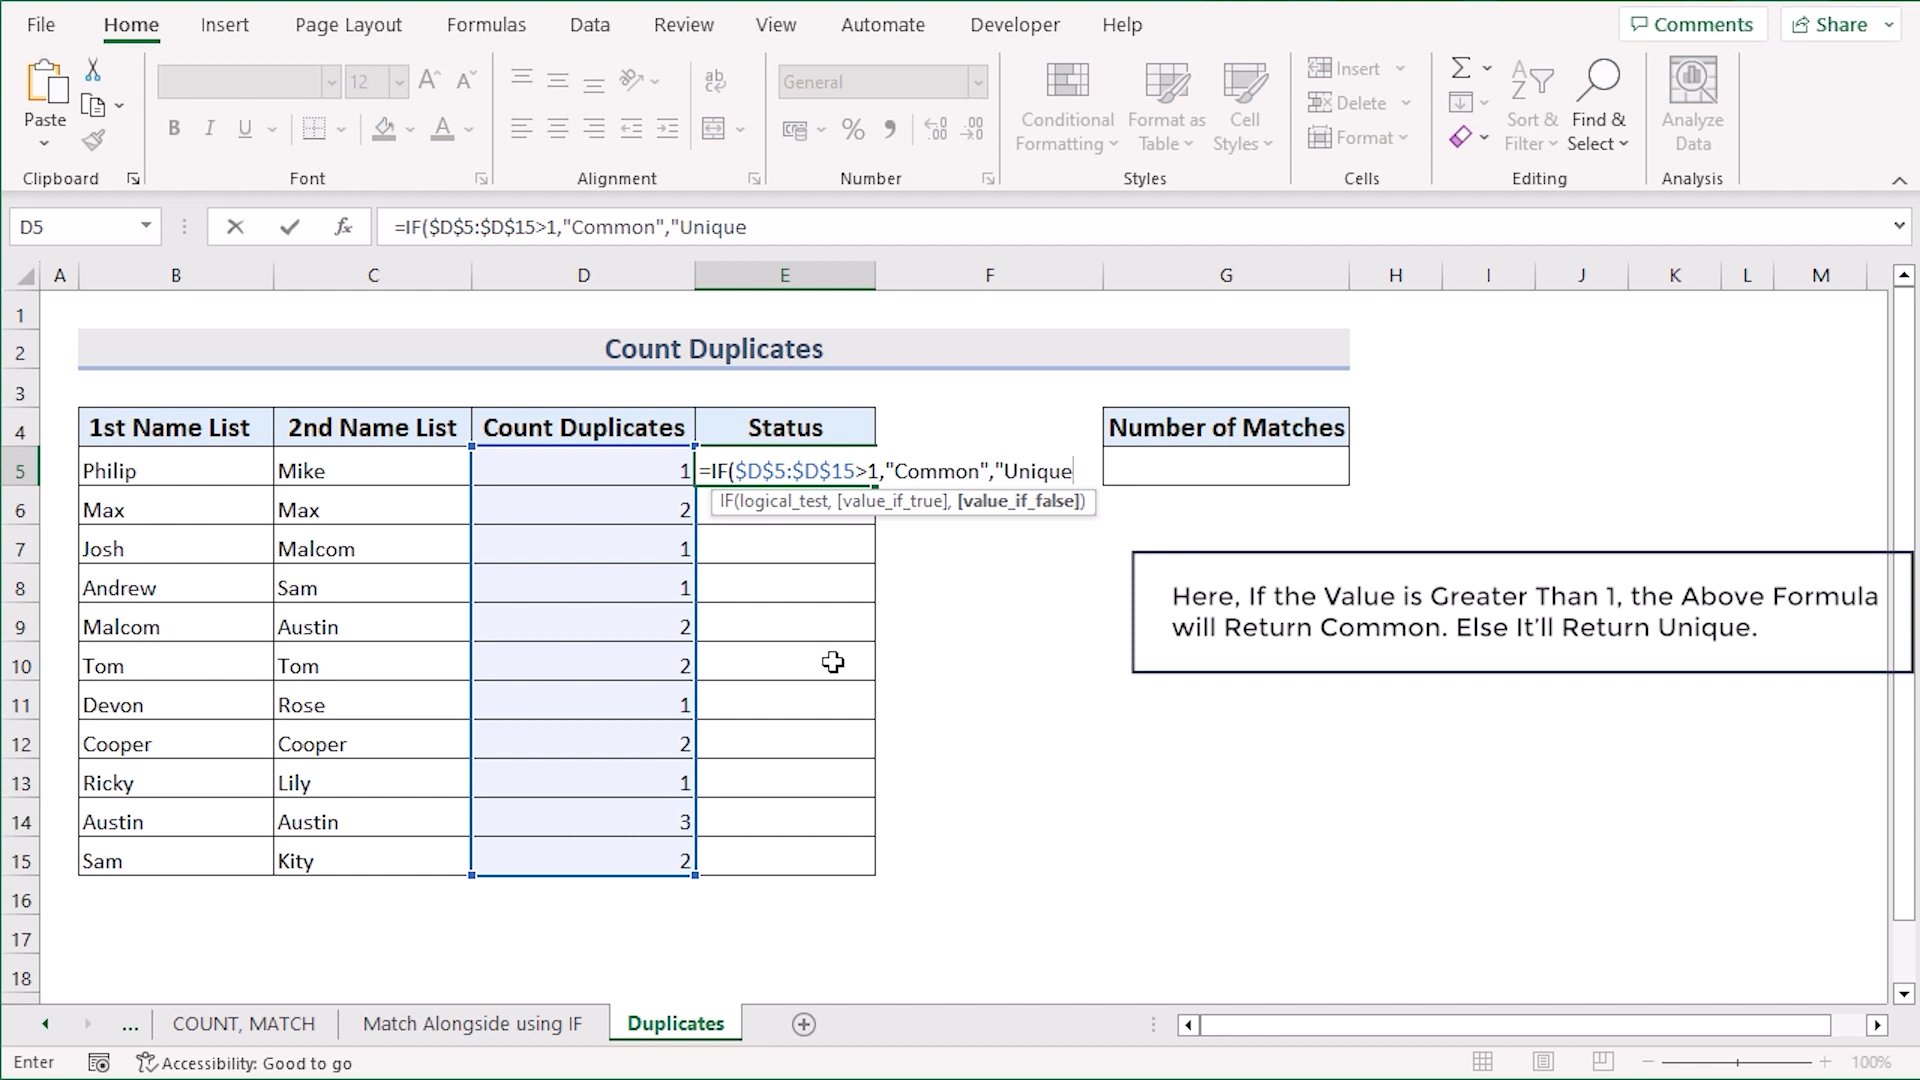 File Home Insert Page Layout Formulas Data Review View Automate Developer Help Comments Share
Paste
Clipboard
12
Font
Alignment
General
Number
Conditional Formatting
Format as Table
Cell Styles
Styles
Insert
Delete
Format
Cells
Sort & Filter
Find & Select
Editing
Analyze Data
Analysis
D5 =IF($D$5:$D$15>1,"Common","Unique
A B C D E F G H I J K L M
1
2 Count Duplicates
3
4 1st Name List 2nd Name List Count Duplicates Status Number of Matches
5 Philip Mike 1 =IF($D$5:$D$15>1,"Common","Unique
IF(logical_test, [value_if_true], [value_if_false])
6 Max Max 2
7 Josh Malcom 1
8 Andrew Sam 1
Here, If the Value is Greater Than 1, the Above Formula
will Return Common. Else It'll Return Unique.
9 Malcom Austin 2
10 Tom Tom 2
11 Devon Rose 1
12 Cooper Cooper 2
13 Ricky Lily 1
14 Austin Austin 3
15 Sam Kity 2
16
17
18
... COUNT, MATCH Match Alongside using IF Duplicates
Enter Accessibility: Good to go 100%